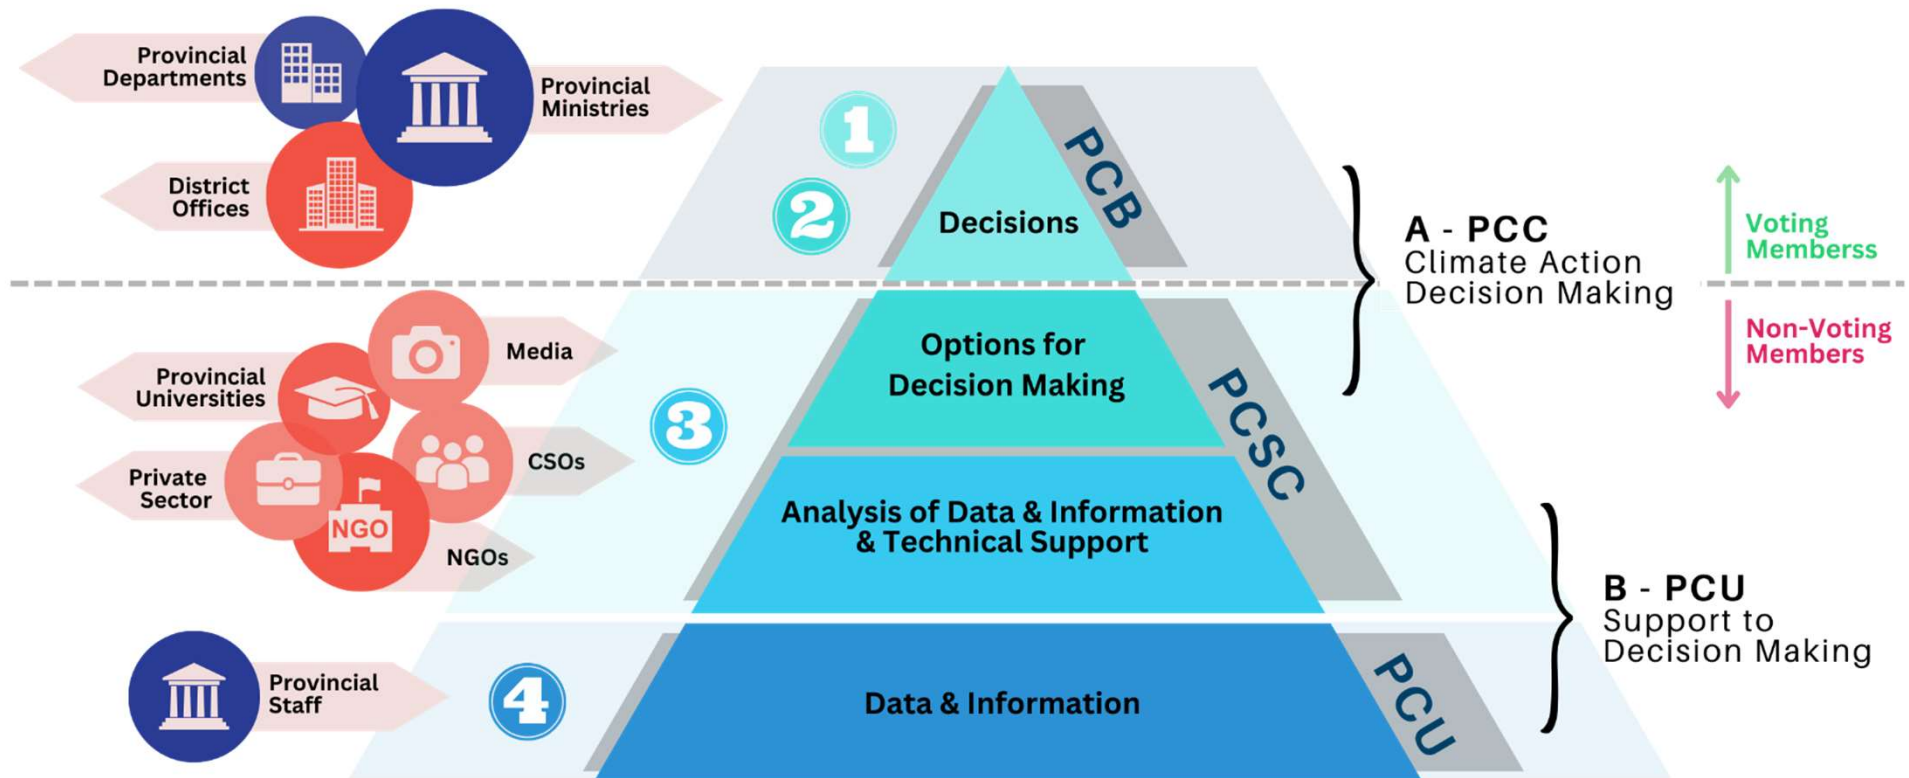 Provincial
Departments
Provincial
Ministries
District
Offices
1
2
Decisions
PCB
A - PCC
Climate Action
Decision Making
Voting
Memberss
Non-Voting
Members
Media
Provincial
Universities
Private
Sector
CSOs
NGO
NGOs
3
Options for
Decision Making
PCSC
Analysis of Data & Information
& Technical Support
B - PCU
Support to
Decision Making
Provincial
Staff
4
Data & Information
PCU